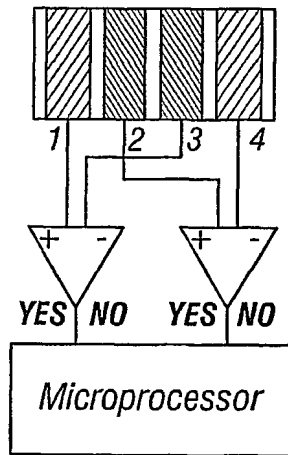 1 2 3 4
+ - + -
YES NO YES NO
Microprocessor